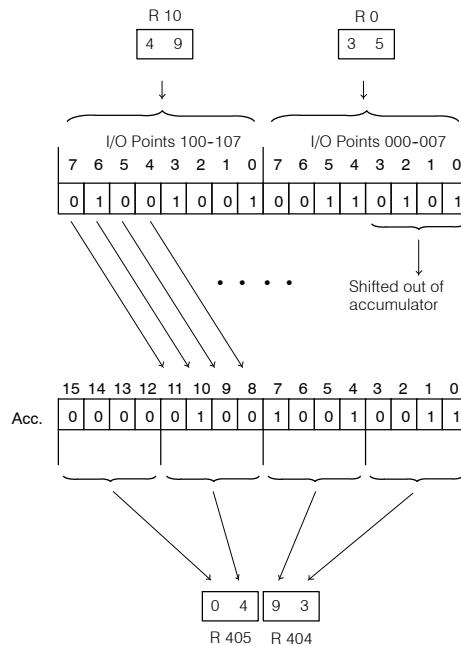 R 10 R 0
4 9 3 5
I/O Points 100-107 I/O Points 000-007
7 6 5 4 3 2 1 0 7 6 5 4 3 2 1 0
0 1 0 0 1 0 0 1 0 0 1 1 0 1 0 1
Shifted out of
accumulator
15 14 13 12 11 10 9 8 7 6 5 4 3 2 1 0
Acc. 0 0 0 0 0 1 0 0 1 0 0 1 0 0 1 1
0 4 9 3
R 405 R 404